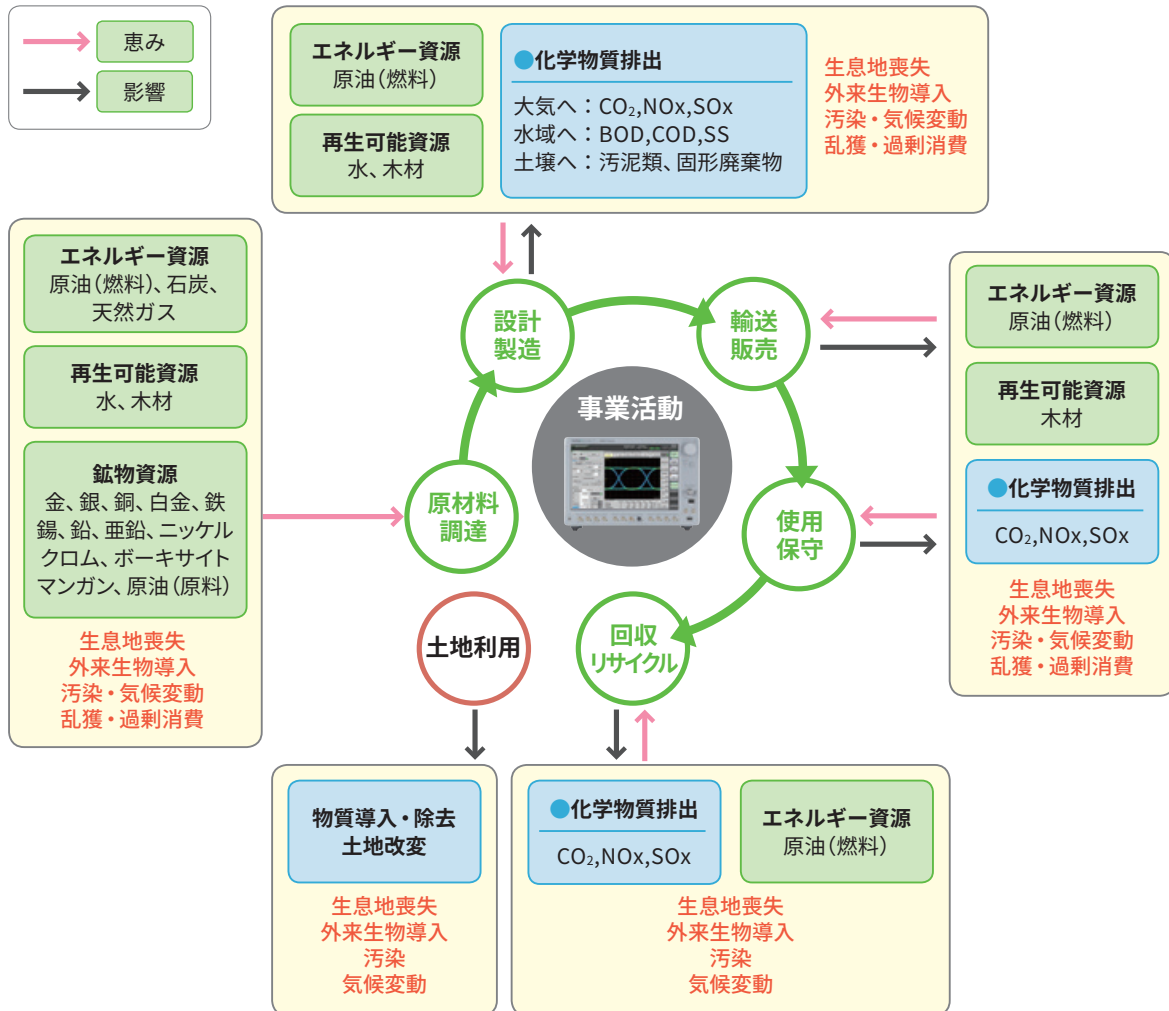 恵み
影響
エネルギー資源
原油(燃料)
再生可能資源
水、木材
●化学物質排出
大気へ：CO₂,NOx,SOx
水域へ：BOD,COD,SS
土壌へ：汚泥類、固形廃棄物
生息地喪失
外来生物導入
汚染・気候変動
乱獲・過剰消費
エネルギー資源
原油(燃料)、石炭、
天然ガス
再生可能資源
水、木材
鉱物資源
金、銀、銅、白金、鉄
錫、鉛、亜鉛、ニッケル
クロム、ボーキサイト
マンガン、原油(原料)
生息地喪失
外来生物導入
汚染・気候変動
乱獲・過剰消費
設計
製造
輸送
販売
事業活動
原材料
調達
使用
保守
土地利用
回収
リサイクル
エネルギー資源
原油(燃料)
再生可能資源
木材
●化学物質排出
CO₂,NOx,SOx
生息地喪失
外来生物導入
汚染・気候変動
乱獲・過剰消費
物質導入・除去
土地改変
生息地喪失
外来生物導入
汚染
気候変動
●化学物質排出
CO₂,NOx,SOx
エネルギー資源
原油(燃料)
生息地喪失
外来生物導入
汚染
気候変動